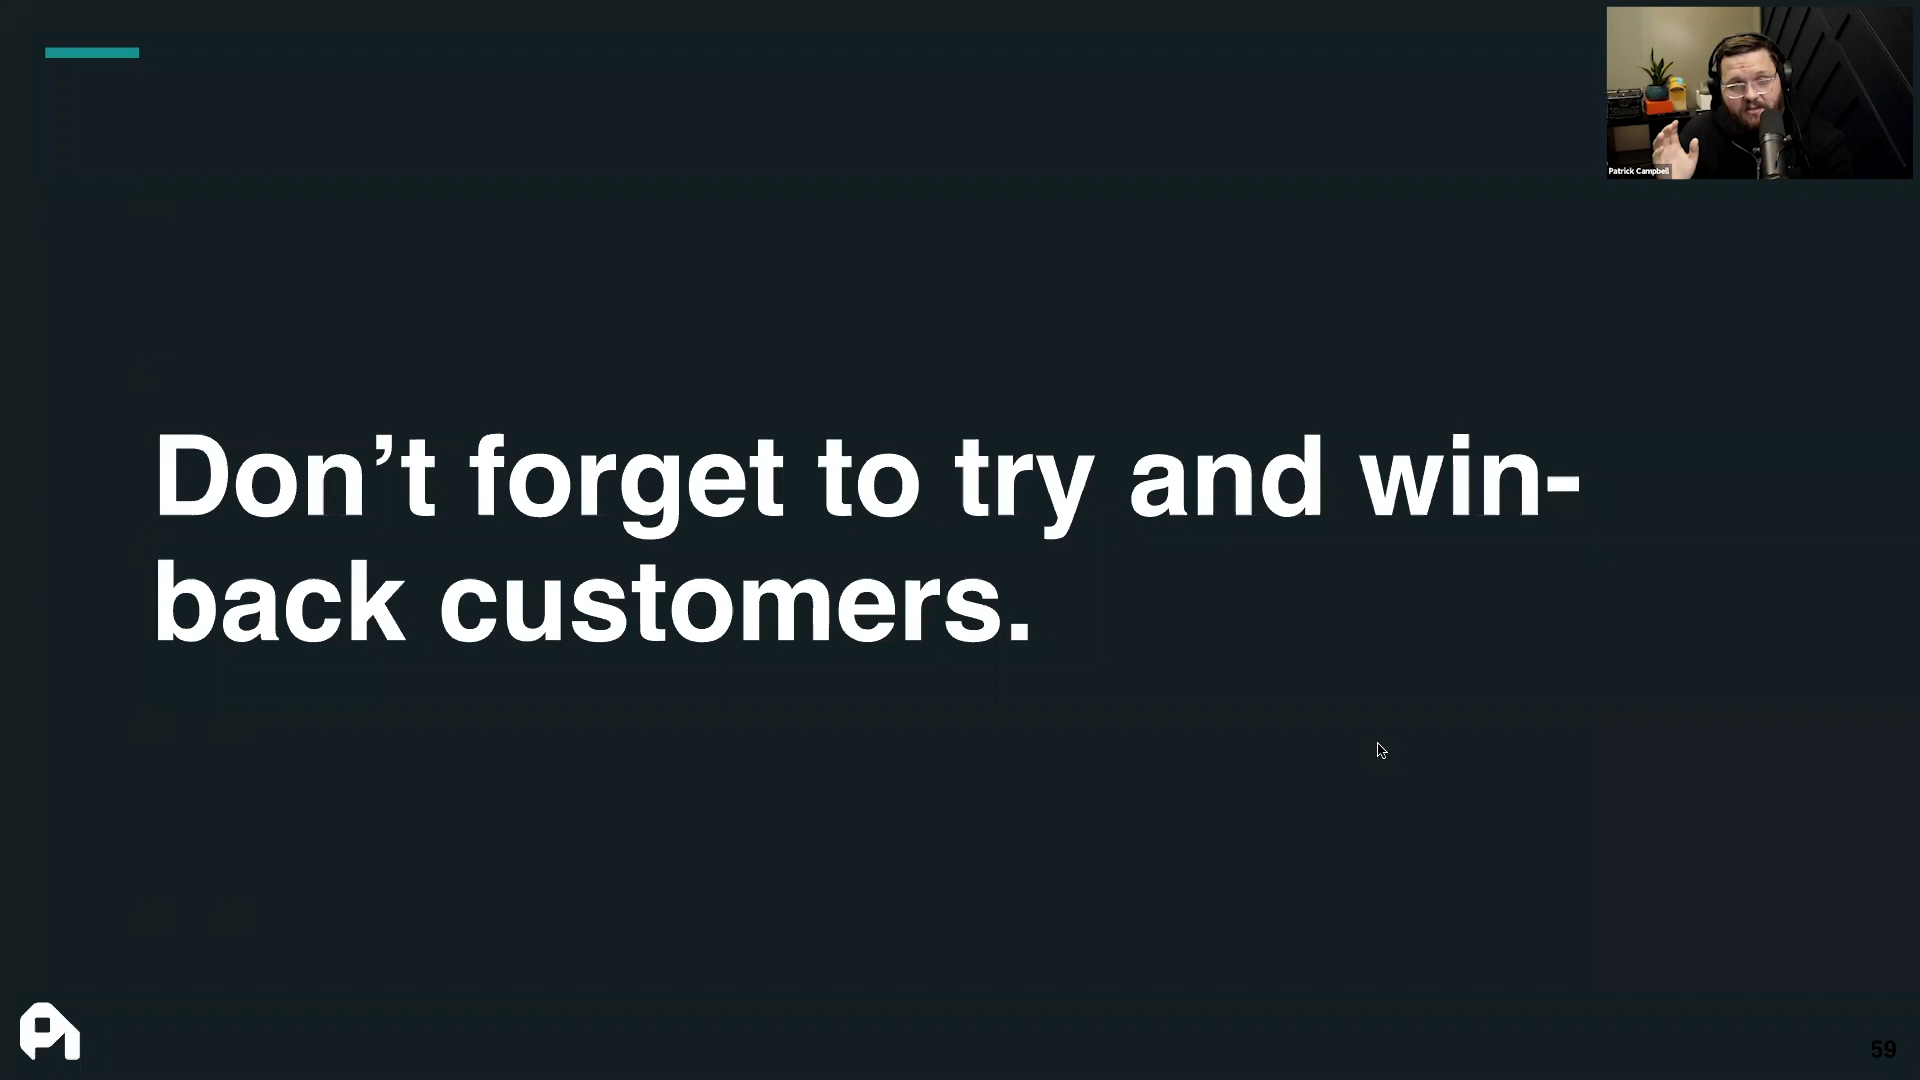 Patrick Campbell
Don’t forget to try and win-
back customers.
59